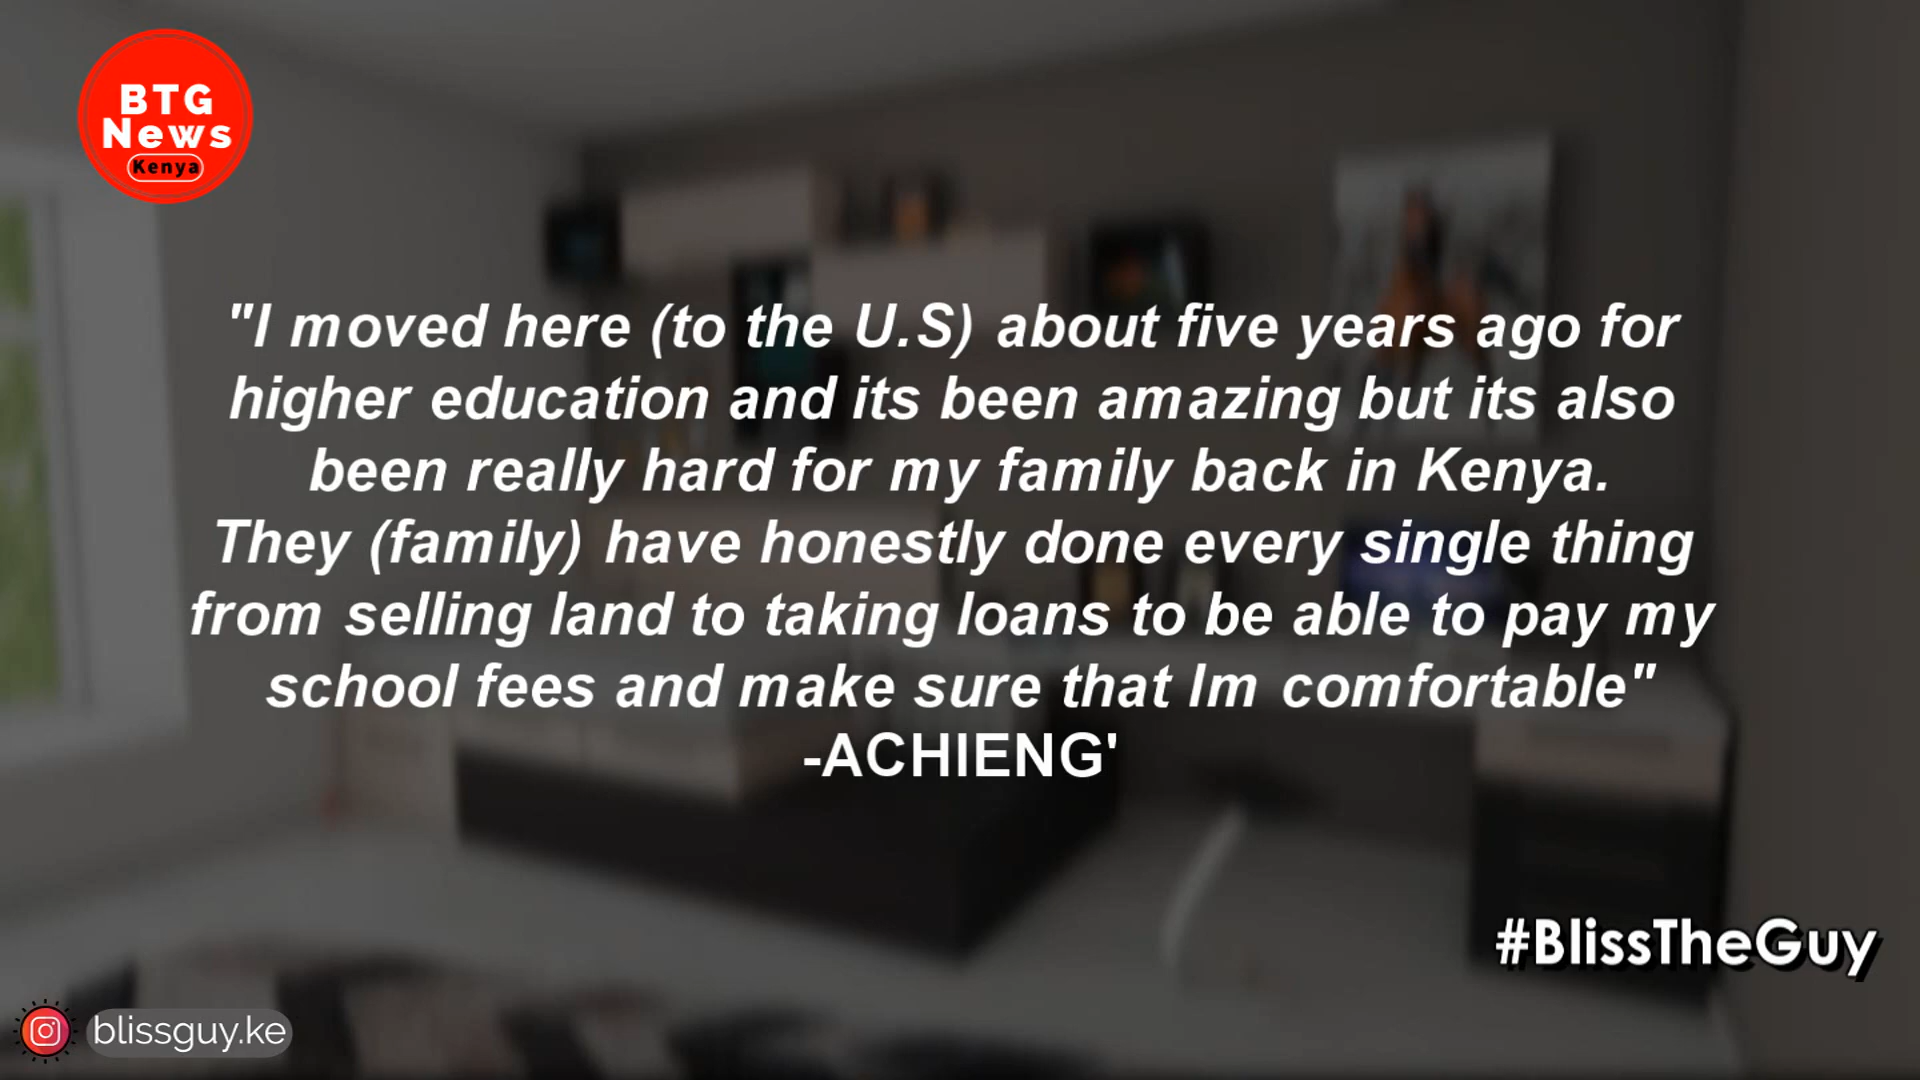 BTG
News
Kenya
"I moved here (to the U.S) about five years ago for
higher education and its been amazing but its also
been really hard for my family back in Kenya.
They (family) have honestly done every single thing
from selling land to taking loans to be able to pay my
school fees and make sure that Im comfortable"
-ACHIENG'
#BlissTheGuy
blissguy.ke